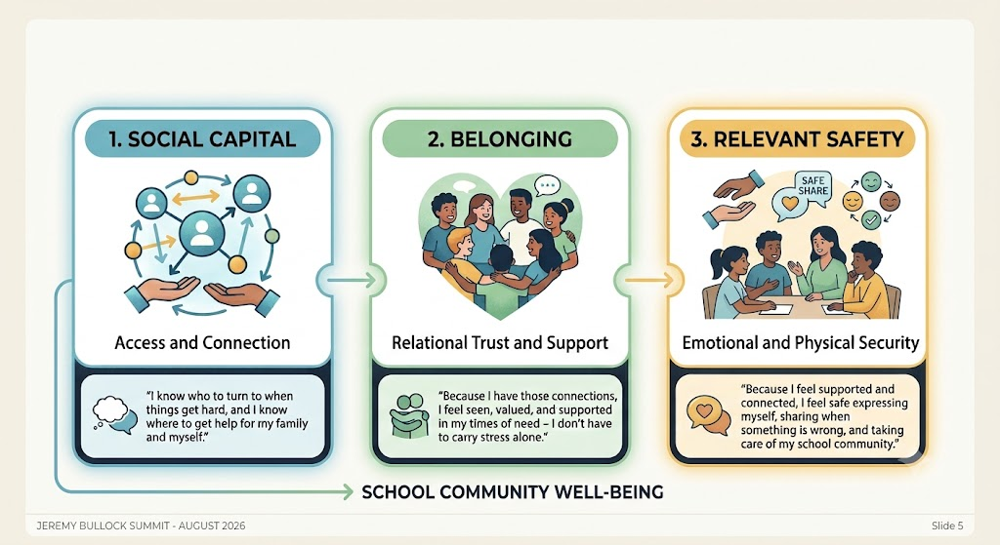 1. SOCIAL CAPITAL
Access and Connection
"I know who to turn to when
things get hard, and I know
where to get help for my family
and myself."
2. BELONGING
Relational Trust and Support
"Because I have those connections,
I feel seen, valued, and supported
in my times of need – I don't have
to carry stress alone."
3. RELEVANT SAFETY
SAFE
SHARE
Emotional and Physical Security
"Because I feel supported and
connected, I feel safe expressing
myself, sharing when
something is wrong, and taking
care of my school community."
SCHOOL COMMUNITY WELL-BEING
JEREMY BULLOCK SUMMIT - AUGUST 2026
Slide 5